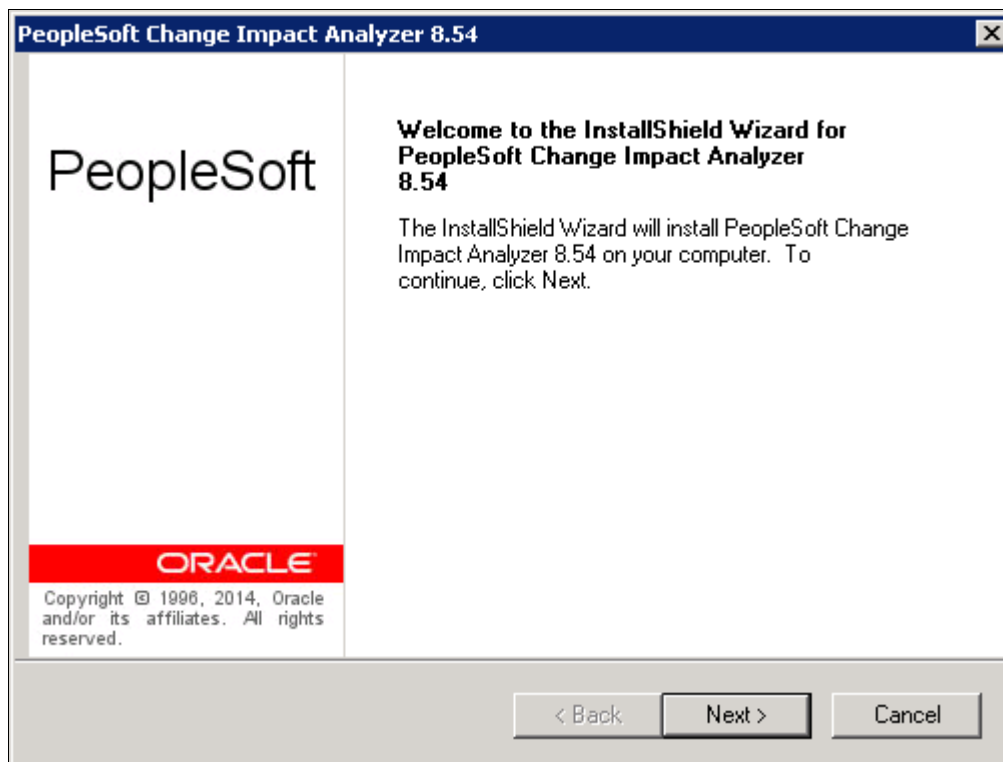 PeopleSoft Change Impact Analyzer 8.54
PeopleSoft
Welcome to the InstallShield Wizard for
PeopleSoft Change Impact Analyzer
8.54
The InstallShield Wizard will install PeopleSoft Change
Impact Analyzer 8.54 on your computer.  To
continue, click Next.
ORACLE
Copyright © 1996, 2014, Oracle
and/or its affiliates. All rights
reserved.
< Back
Next >
Cancel